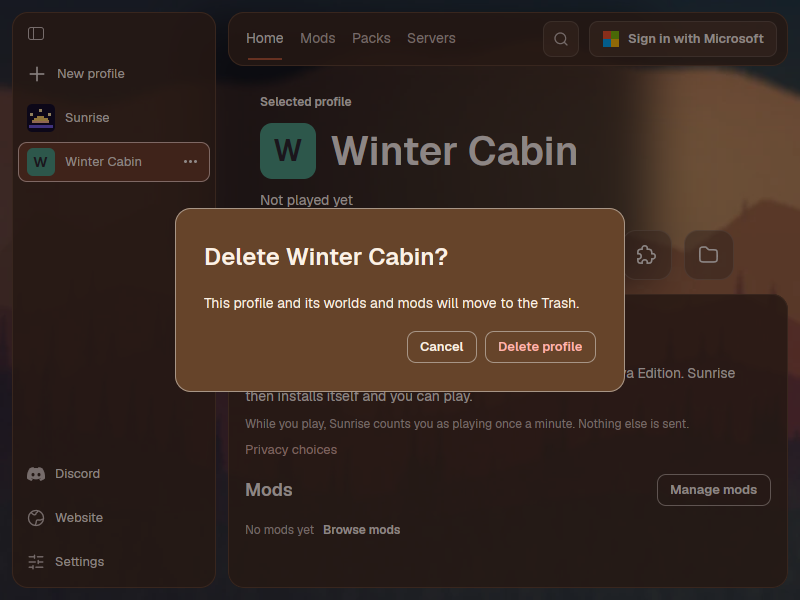 New profile
Sunrise
W
Winter Cabin
Discord
Website
Settings
Home
Mods
Packs
Servers
Sign in with Microsoft
Selected profile
W
Winter Cabin
Not played yet
Delete Winter Cabin?
This profile and its worlds and mods will move to the Trash.
Cancel
Delete profile
Edition. Sunrise
then installs itself and you can play.
While you play, Sunrise counts you as playing once a minute. Nothing else is sent.
Privacy choices
Mods
Manage mods
No mods yet
Browse mods